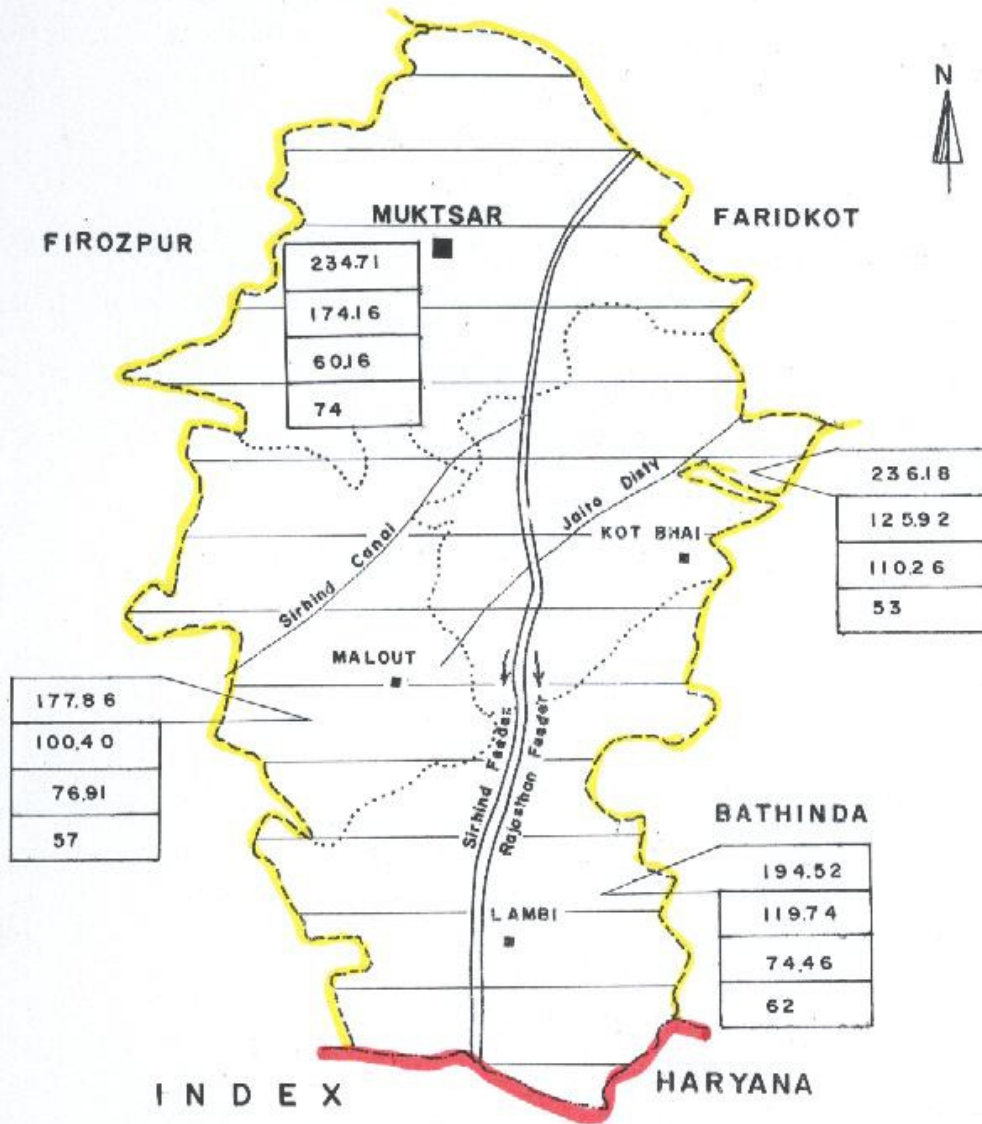 N
MUKTSAR
FARIDKOT
FIROZPUR
234.71
174.16
60.16
74
236.18
125.92
110.26
53
Jaito Disty
KOT BHAI
Sirhind Canal
MALOUT
177.86
100.40
76.91
57
Sirhind Feeder
Rajasthan Feeder
BATHINDA
194.52
119.74
74.46
62
LAMBI
HARYANA
INDEX